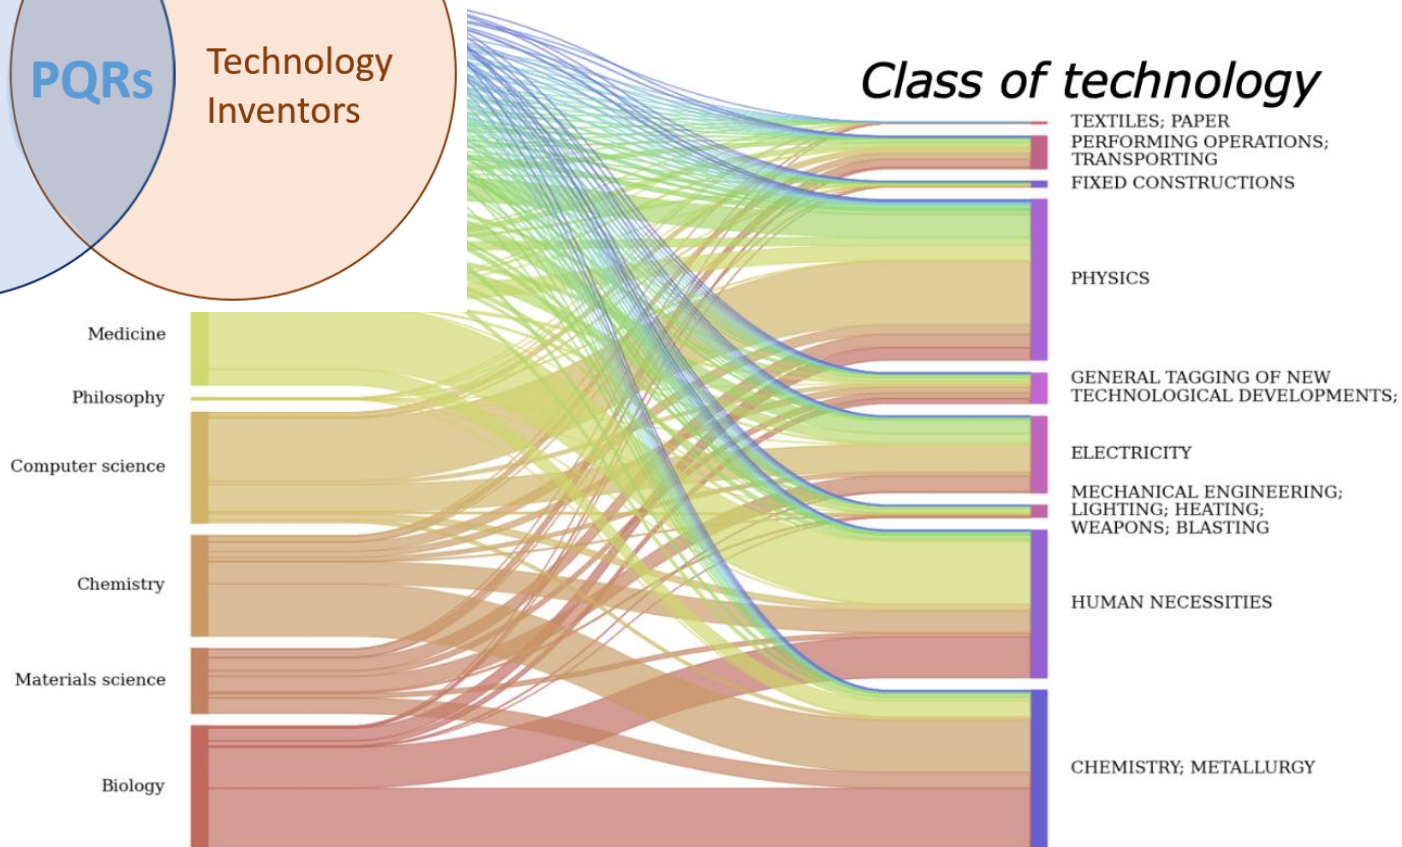 PQRs
Technology
Inventors
Class of technology
TEXTILES; PAPER
PERFORMING OPERATIONS;
TRANSPORTING
FIXED CONSTRUCTIONS
PHYSICS
GENERAL TAGGING OF NEW
TECHNOLOGICAL DEVELOPMENTS;
ELECTRICITY
MECHANICAL ENGINEERING;
LIGHTING; HEATING;
WEAPONS; BLASTING
HUMAN NECESSITIES
CHEMISTRY; METALLURGY
Medicine
Philosophy
Computer science
Chemistry
Materials science
Biology